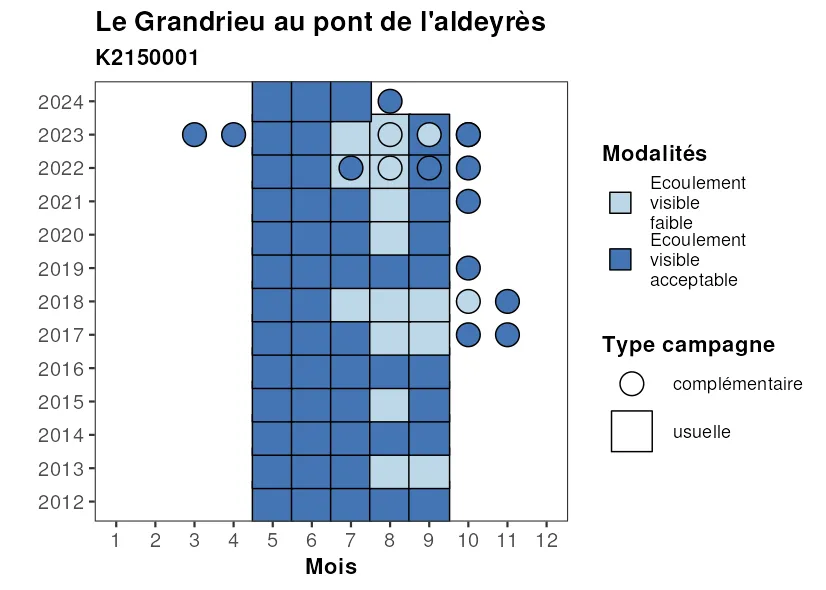 Le Grandrieu au pont de l'aldeyrès
K2150001
2024
2023
2022
2021
2020
2019
2018
2017
2016
2015
2014
2013
2012
1 2 3 4 5 6 7 8 9 10 11 12
Mois
Modalités
Ecoulement
visible
faible
Ecoulement
visible
acceptable
Type campagne
complémentaire
usuelle